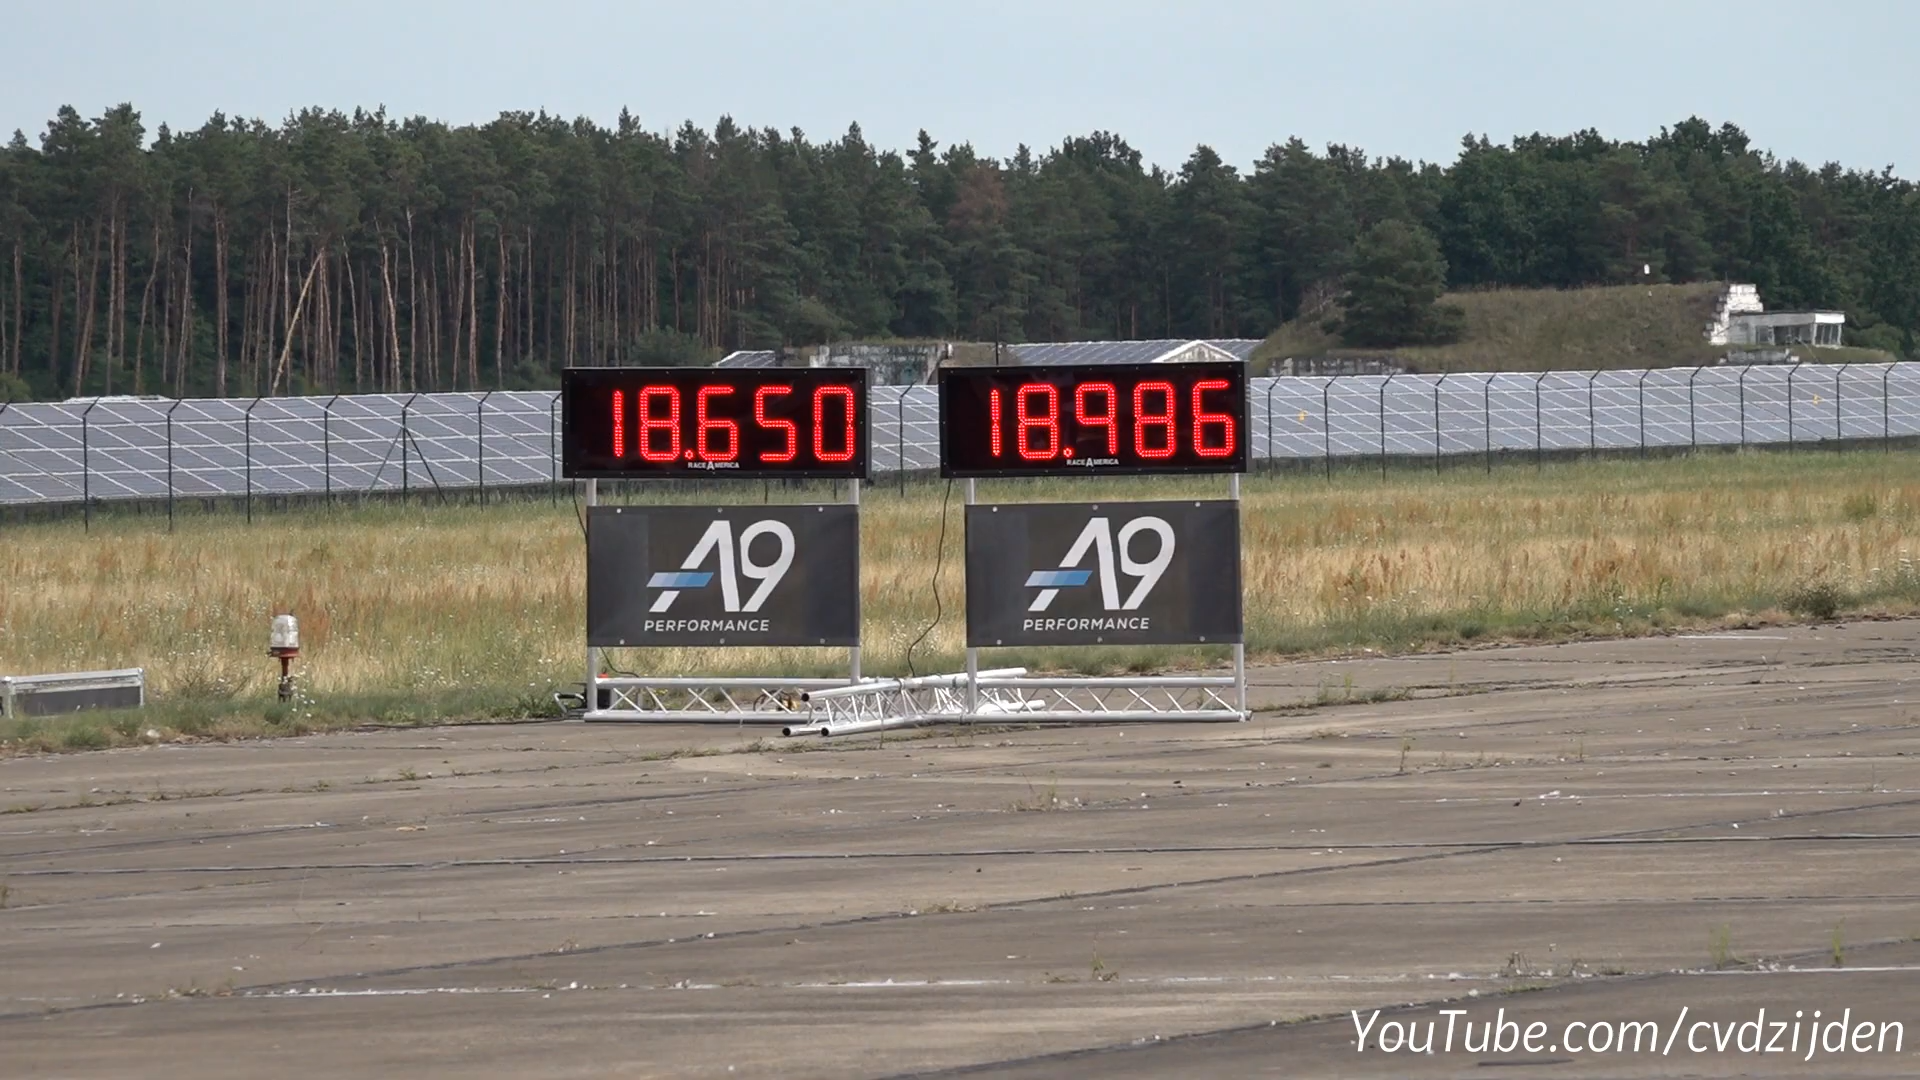 18.650
RACEAMERICA
A9
PERFORMANCE
18.986
RACEAMERICA
A9
PERFORMANCE
YouTube.com/cvdzijden